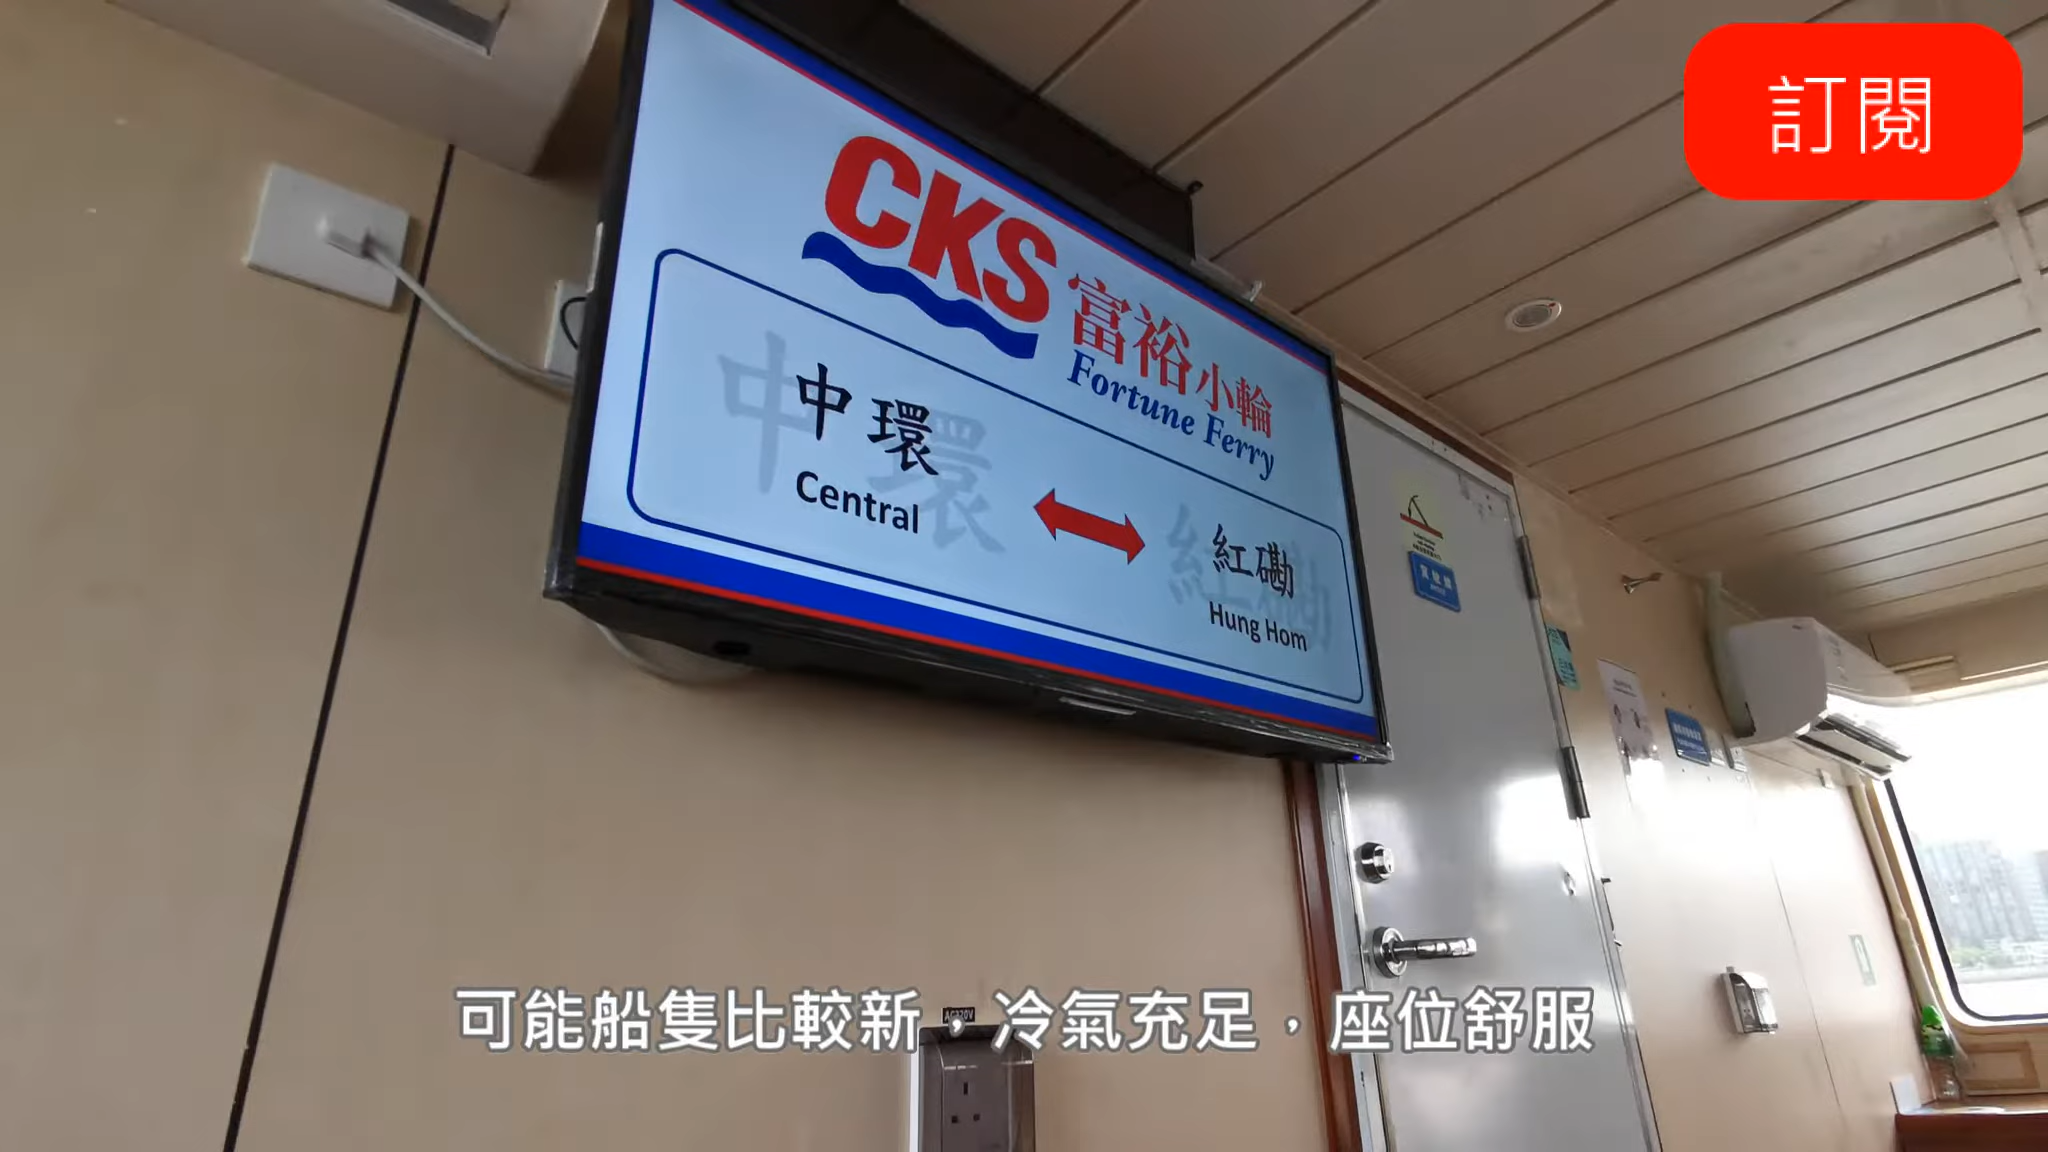 訂閱
CKS
富裕小輪
Fortune Ferry
中環
Central
紅磡
Hung Hom
AC220V
可能船隻比較新，冷氣充足，座位舒服